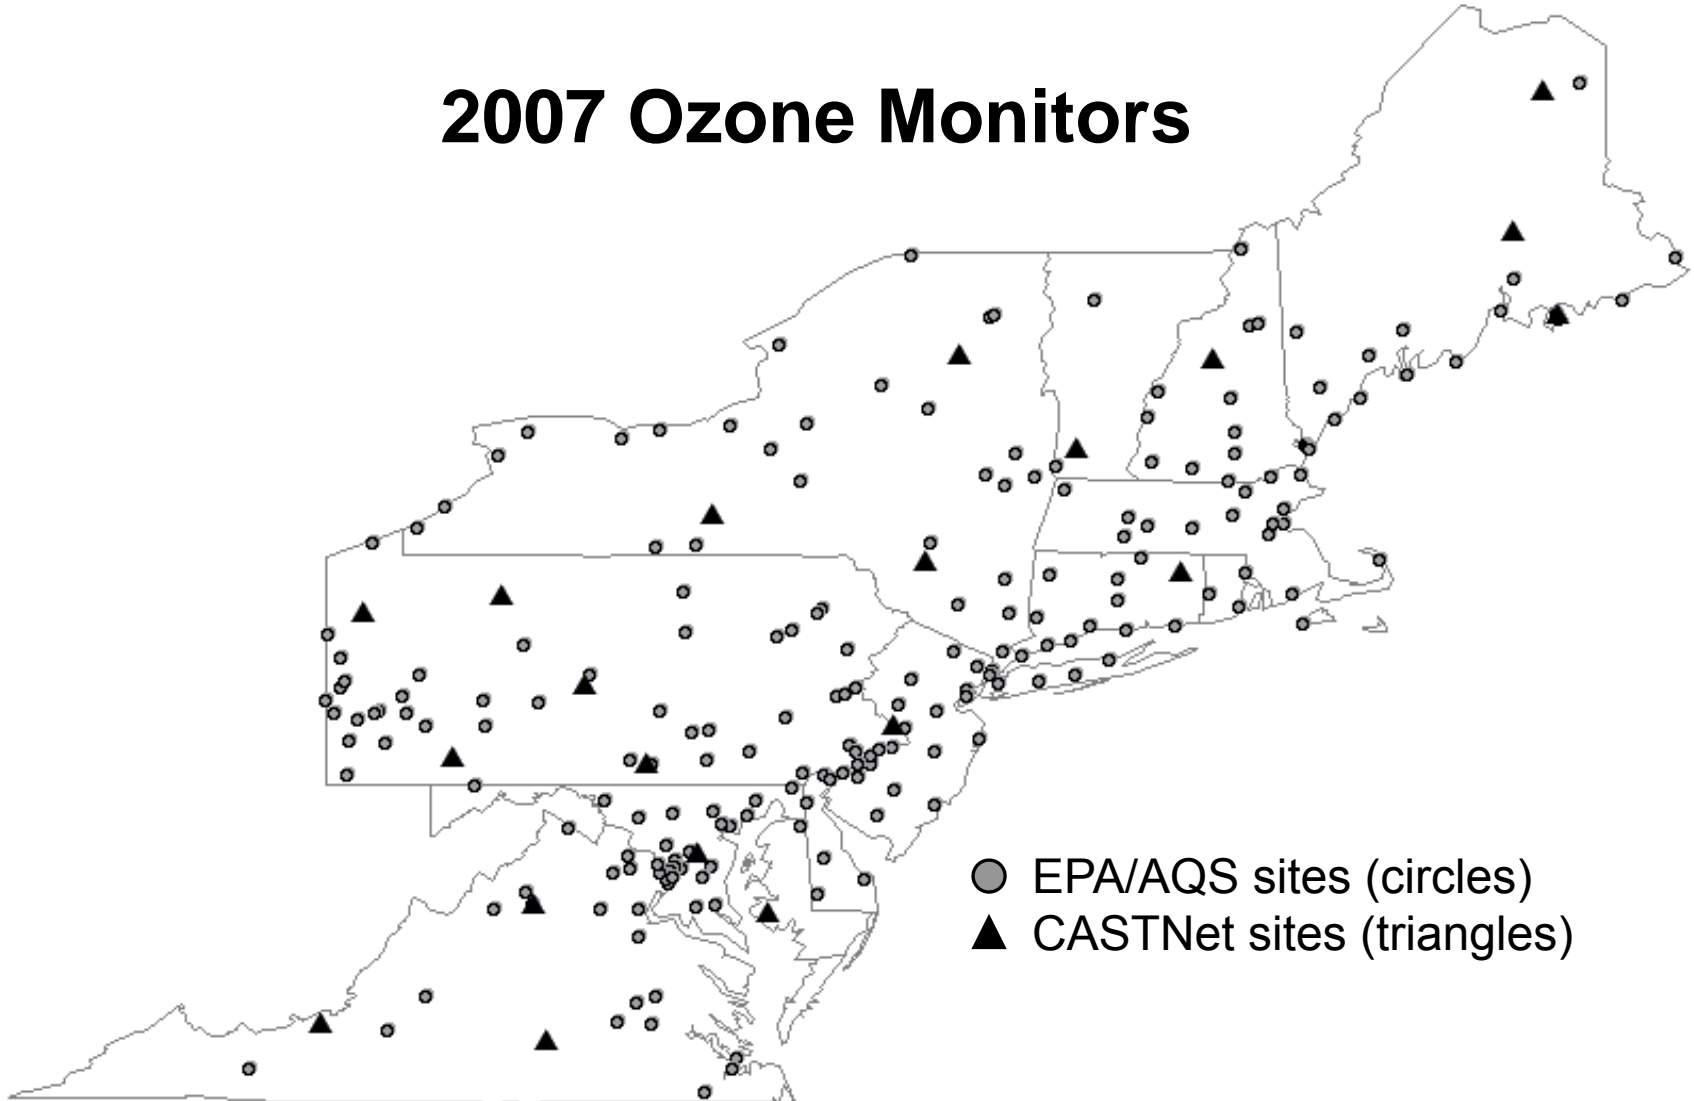 2007 Ozone Monitors
EPA/AQS sites (circles)
CASTNet sites (triangles)